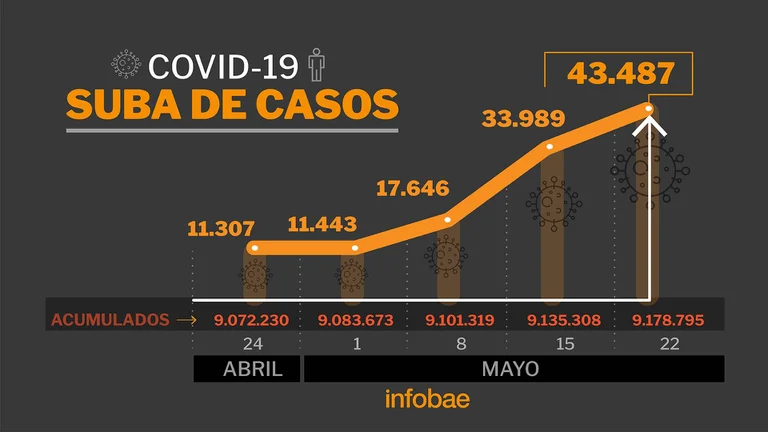 COVID-19
SUBA DE CASOS
43.487
33.989
17.646
11.307
11.443
ACUMULADOS
9.072.230
9.083.673
9.101.319
9.135.308
9.178.795
24
1
8
15
22
ABRIL
MAYO
infobae